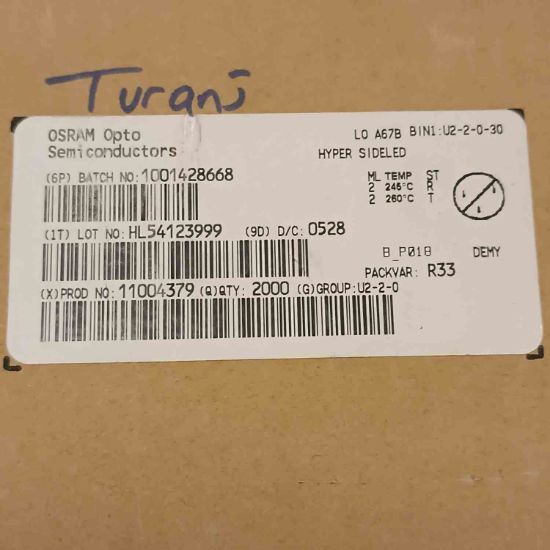 Turanj
OSRAM Opto
Semiconductors
LO A67B BIN1:U2-2-0-30
HYPER SIDELED
(6P) BATCH NO:1001428668
ML TEMP ST
2 245°C R
2 260°C T
(1T) LOT NO:HL54123999 (9D) D/C:0528
B_P018 DEMY
PACKVAR: R33
(X)PROD NO:11004379 (Q)QTY: 2000 (G)GROUP:U2-2-0